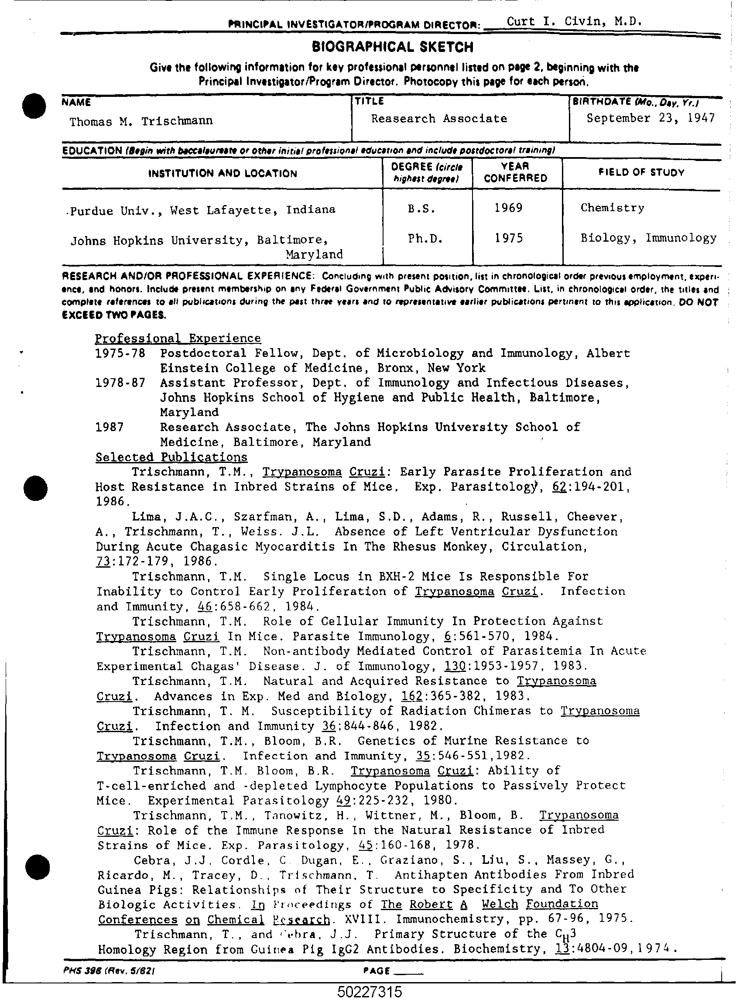 PRINCIPAL INVESTIGATOR/PROGRAM DIRECTOR: Curt I. Civin, M.D.
BIOGRAPHICAL SKETCH
Give the following information for key professional personnel listed on page 2, beginning with the
Principal Investigator/Program Director. Photocopy this page for each person.
NAME TITLE BIRTHDATE (Mo., Day, Yr.)
Thomas M. Trischmann Reasearch Associate September 23, 1947
EDUCATION (Begin with baccalaureate or other initial professional education and include postdoctoral training)
INSTITUTION AND LOCATION DEGREE (circle highest degree) YEAR CONFERRED FIELD OF STUDY
Purdue Univ., West Lafayette, Indiana B.S. 1969 Chemistry
Johns Hopkins University, Baltimore, Ph.D. 1975 Biology, Immunology
Maryland
RESEARCH AND/OR PROFESSIONAL EXPERIENCE: Concluding with present position, list in chronological order previous employment, experi-
ence, and honors. Include present membership on any Federal Government Public Advisory Committee. List, in chronological order, the titles and
complete references to all publications during the past three years and to representative earlier publications pertinent to this application. DO NOT
EXCEED TWO PAGES.
Professional Experience
1975-78 Postdoctoral Fellow, Dept. of Microbiology and Immunology, Albert
Einstein College of Medicine, Bronx, New York
1978-87 Assistant Professor, Dept. of Immunology and Infectious Diseases,
Johns Hopkins School of Hygiene and Public Health, Baltimore,
Maryland
1987 Research Associate, The Johns Hopkins University School of
Medicine, Baltimore, Maryland
Selected Publications
Trischmann, T.M., Trypanosoma Cruzi: Early Parasite Proliferation and
Host Resistance in Inbred Strains of Mice. Exp. Parasitology, 62:194-201,
1986.
Lima, J.A.C., Szarfman, A., Lima, S.D., Adams, R., Russell, Cheever,
A., Trischmann, T., Weiss. J.L. Absence of Left Ventricular Dysfunction
During Acute Chagasic Myocarditis In The Rhesus Monkey, Circulation,
73:172-179, 1986.
Trischmann, T.M. Single Locus in BXH-2 Mice Is Responsible For
Inability to Control Early Proliferation of Trypanosoma Cruzi. Infection
and Immunity, 46:658-662, 1984.
Trischmann, T.M. Role of Cellular Immunity In Protection Against
Trypanosoma Cruzi In Mice. Parasite Immunology, 6:561-570, 1984.
Trischmann, T.M. Non-antibody Mediated Control of Parasitemia In Acute
Experimental Chagas' Disease. J. of Immunology, 130:1953-1957, 1983.
Trischmann, T.M. Natural and Acquired Resistance to Trypanosoma
Cruzi. Advances in Exp. Med and Biology, 162:365-382, 1983.
Trischmann, T. M. Susceptibility of Radiation Chimeras to Trypanosoma
Cruzi. Infection and Immunity 36:844-846, 1982.
Trischmann, T.M., Bloom, B.R. Genetics of Murine Resistance to
Trypanosoma Cruzi. Infection and Immunity, 35:546-551,1982.
Trischmann, T.M. Bloom, B.R. Trypanosoma Cruzi: Ability of
T-cell-enriched and -depleted Lymphocyte Populations to Passively Protect
Mice. Experimental Parasitology 49:225-232, 1980.
Trischmann, T.M., Tanowitz, H., Wittner, M., Bloom, B. Trypanosoma
Cruzi: Role of the Immune Response In the Natural Resistance of Inbred
Strains of Mice. Exp. Parasitology, 45:160-168, 1978.
Cebra, J.J. Cordle, C. Dugan, E., Graziano, S., Liu, S., Massey, G.,
Ricardo, M., Tracey, D., Trischmann, T. Antihapten Antibodies From Inbred
Guinea Pigs: Relationships of Their Structure to Specificity and To Other
Biologic Activities. In Proceedings of The Robert A Welch Foundation
Conferences on Chemical Research. XVIII. Immunochemistry, pp. 67-96, 1975.
Trischmann, T., and Cebra, J.J. Primary Structure of the CH3
Homology Region from Guinea Pig IgG2 Antibodies. Biochemistry, 13:4804-09,1974.
PHS 398 (Rev. 5/82) PAGE
50227315